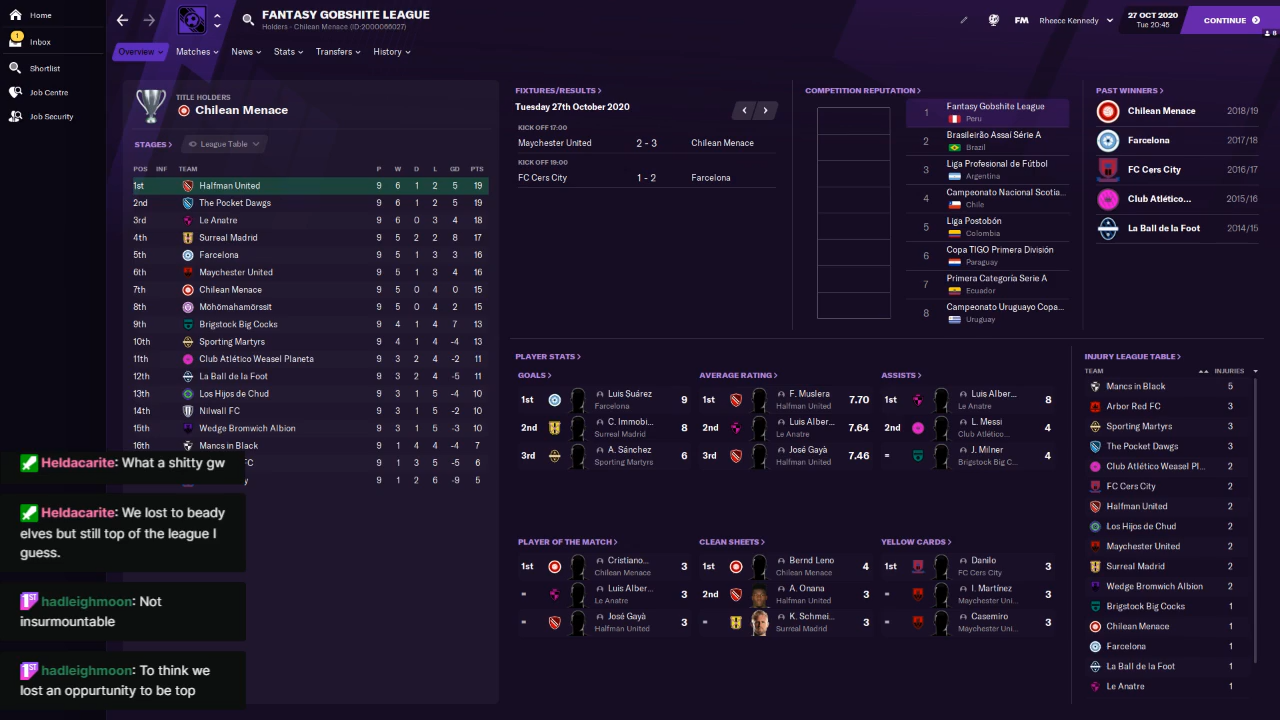 Home
Inbox
1
Shortlist
Job Centre
Job Security
FANTASY GOBSHITE LEAGUE
Holders - Chilean Menace (ID:2000066027)
FM
Rheece Kennedy
27 OCT 2020
Tue 20:45
CONTINUE
8
Overview
Matches
News
Stats
Transfers
History
TITLE HOLDERS
Chilean Menace
STAGES
League Table
POS INF TEAM P W D L GD PTS
1st Halfman United 9 6 1 2 5 19
2nd The Pocket Dawgs 9 6 1 2 5 19
3rd Le Anatre 9 6 0 3 4 18
4th Surreal Madrid 9 5 2 2 8 17
5th Farcelona 9 5 1 3 3 16
6th Maychester United 9 5 1 3 4 16
7th Chilean Menace 9 5 0 4 0 15
8th Möhömahamörsit 9 5 0 4 2 15
9th Brigstock Big Cocks 9 4 1 4 7 13
10th Sporting Martyrs 9 4 1 4 -4 13
11th Club Atlético Weasel Planeta 9 3 2 4 -2 11
12th La Ball de la Foot 9 3 2 4 -5 11
13th Los Hijos de Chud 9 3 1 5 -4 10
14th Nilwall FC 9 3 1 5 -2 10
15th Wedge Bromwich Albion 9 3 1 5 -3 10
16th Mancs in Black 9 1 4 4 -4 7
FC 9 1 3 5 -5 6
9 1 2 6 -9 5
Heldacarite: What a shitty gw
Heldacarite: We lost to beady
elves but still top of the league I
guess.
1ST hadleighmoon: Not
insurmountable
1ST hadleighmoon: To think we
lost an oppurtunity to be top
FIXTURES/RESULTS
Tuesday 27th October 2020
KICK OFF 17:00
Maychester United 2 - 3 Chilean Menace
KICK OFF 19:00
FC Cers City 1 - 2 Farcelona
COMPETITION REPUTATION
1 Fantasy Gobshite League
Peru
2 Brasileirão Assaí Série A
Brazil
3 Liga Profesional de Fútbol
Argentina
4 Campeonato Nacional Scotia...
Chile
5 Liga Postobón
Colombia
6 Copa TIGO Primera División
Paraguay
7 Primera Categoría Serie A
Ecuador
8 Campeonato Uruguayo Copa...
Uruguay
PAST WINNERS
Chilean Menace 2018/19
Farcelona 2017/18
FC Cers City 2016/17
Club Atlético... 2015/16
La Ball de la Foot 2014/15
PLAYER STATS
GOALS
1st Luis Suárez 9
Farcelona
2nd C. Immobi... 8
Surreal Madrid
3rd A. Sánchez 6
Sporting Martyrs
AVERAGE RATING
1st F. Muslera 7.70
Halfman United
2nd Luis Alber... 7.64
Le Anatre
3rd José Gayà 7.46
Halfman United
ASSISTS
1st Luis Alber... 8
Le Anatre
2nd L. Messi 4
Club Atlético...
= J. Milner 4
Brigstock Big C...
PLAYER OF THE MATCH
1st Cristiano... 3
Chilean Menace
= Luis Alber... 3
Le Anatre
= José Gayà 3
Halfman United
CLEAN SHEETS
1st Bernd Leno 4
Chilean Menace
2nd A. Onana 3
Halfman United
= K. Schmei... 3
Surreal Madrid
YELLOW CARDS
1st Danilo 3
FC Cers City
= I. Martínez 3
Maychester Uni...
= Casemiro 3
Maychester Uni...
INJURY LEAGUE TABLE
TEAM INJURIES
Mancs in Black 5
Arbor Red FC 3
Sporting Martyrs 3
The Pocket Dawgs 3
Club Atlético Weasel Pl... 2
FC Cers City 2
Halfman United 2
Los Hijos de Chud 2
Maychester United 2
Surreal Madrid 2
Wedge Bromwich Albion 2
Brigstock Big Cocks 1
Chilean Menace 1
Farcelona 1
La Ball de la Foot 1
Le Anatre 1